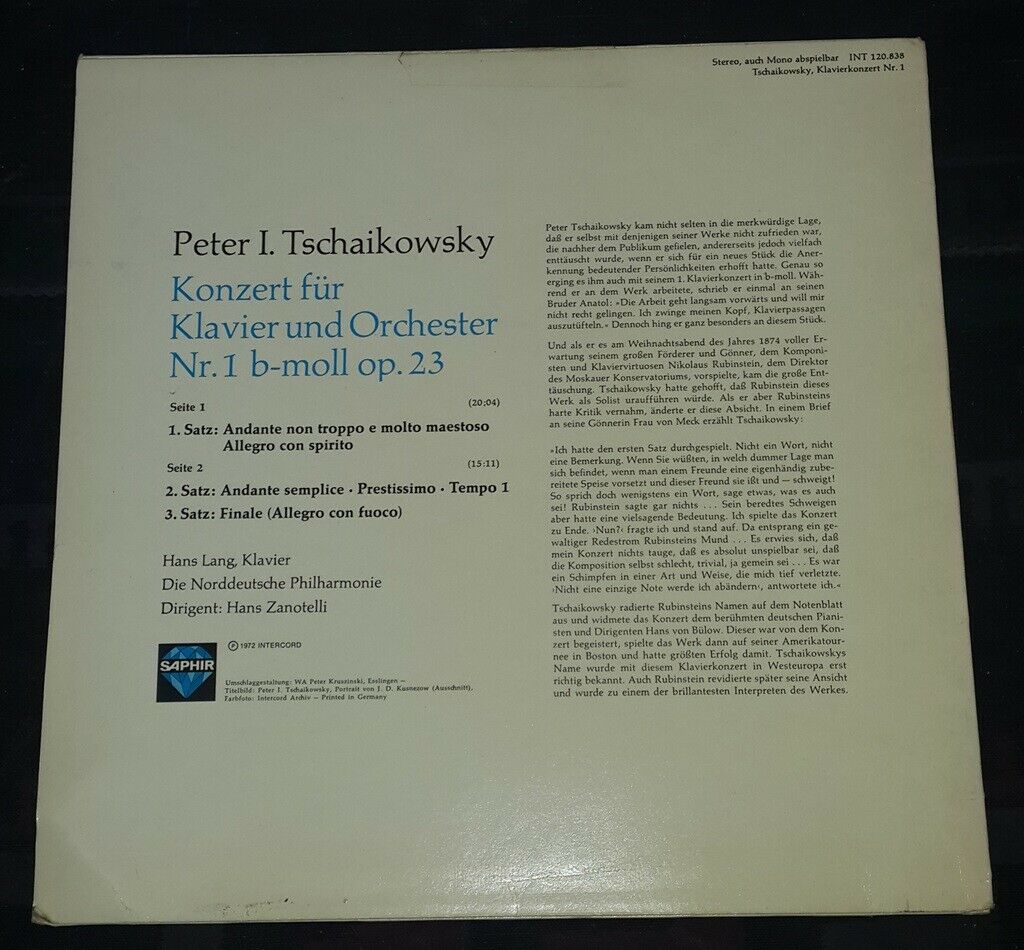 Stereo, auch Mono abspielbar INT 120.838
Tschaikowsky, Klavierkonzert Nr. 1
Peter I. Tschaikowsky
Konzert für
Klavier und Orchester
Nr. 1 b-moll op. 23
Seite 1 (20:04)
1. Satz: Andante non troppo e molto maestoso
Allegro con spirito
Seite 2 (15:11)
2. Satz: Andante semplice · Prestissimo · Tempo 1
3. Satz: Finale (Allegro con fuoco)
Hans Lang, Klavier
Die Norddeutsche Philharmonie
Dirigent: Hans Zanotelli
SAPHIR
Ⓟ 1972 INTERCORD
Umschlaggestaltung: WA Peter Kruszinski, Esslingen –
Titelbild: Peter I. Tschaikowsky, Portrait von J. D. Kusnezow (Ausschnitt),
Farbfoto: Intercord Archiv – Printed in Germany
Peter Tschaikowsky kam nicht selten in die merkwürdige Lage,
daß er selbst mit denjenigen seiner Werke nicht zufrieden war,
die nachher dem Publikum gefielen, andererseits jedoch vielfach
enttäuscht wurde, wenn er sich für ein neues Stück die Aner-
kennung bedeutender Persönlichkeiten erhofft hatte. Genau so
erging es ihm auch mit seinem 1. Klavierkonzert in b-moll. Wäh-
rend er an dem Werk arbeitete, schrieb er einmal an seinen
Bruder Anatol: »Die Arbeit geht langsam vorwärts und will mir
nicht recht gelingen. Ich zwinge meinen Kopf, Klavierpassagen
auszutüfteln.« Dennoch hing er ganz besonders an diesem Stück.
Und als er es am Weihnachtsabend des Jahres 1874 voller Er-
wartung seinem großen Förderer und Gönner, dem Komponi-
sten und Klaviervirtuosen Nikolaus Rubinstein, dem Direktor
des Moskauer Konservatoriums, vorspielte, kam die große Ent-
täuschung. Tschaikowsky hatte gehofft, daß Rubinstein dieses
Werk als Solist uraufführen würde. Als er aber Rubinsteins
harte Kritik vernahm, änderte er diese Absicht. In einem Brief
an seine Gönnerin Frau von Meck erzählt Tschaikowsky:
»Ich hatte den ersten Satz durchgespielt. Nicht ein Wort, nicht
eine Bemerkung. Wenn Sie wüßten, in welch dummer Lage man
sich befindet, wenn man einem Freunde eine eigenhändig zube-
reitete Speise vorsetzt und dieser Freund sie ißt und — schweigt!
So sprich doch wenigstens ein Wort, sage etwas, was es auch
sei! Rubinstein sagte gar nichts . . . Sein beredtes Schweigen
aber hatte eine vielsagende Bedeutung. Ich spielte das Konzert
zu Ende. ›Nun?‹ fragte ich und stand auf. Da entsprang ein ge-
waltiger Redestrom Rubinsteins Mund . . . Es erwies sich, daß
mein Konzert nichts tauge, daß es absolut unspielbar sei, daß
die Komposition selbst schlecht, trivial, ja gemein sei . . . Es war
ein Schimpfen in einer Art und Weise, die mich tief verletzte.
›Nicht eine einzige Note werde ich abändern‹, antwortete ich.«
Tschaikowsky radierte Rubinsteins Namen auf dem Notenblatt
aus und widmete das Konzert dem berühmten deutschen Piani-
sten und Dirigenten Hans von Bülow. Dieser war von dem Kon-
zert begeistert, spielte das Werk dann auf seiner Amerikatour-
nee in Boston und hatte größten Erfolg damit. Tschaikowskys
Name wurde mit diesem Klavierkonzert in Westeuropa erst
richtig bekannt. Auch Rubinstein revidierte später seine Ansicht
und wurde zu einem der brillantesten Interpreten des Werkes.